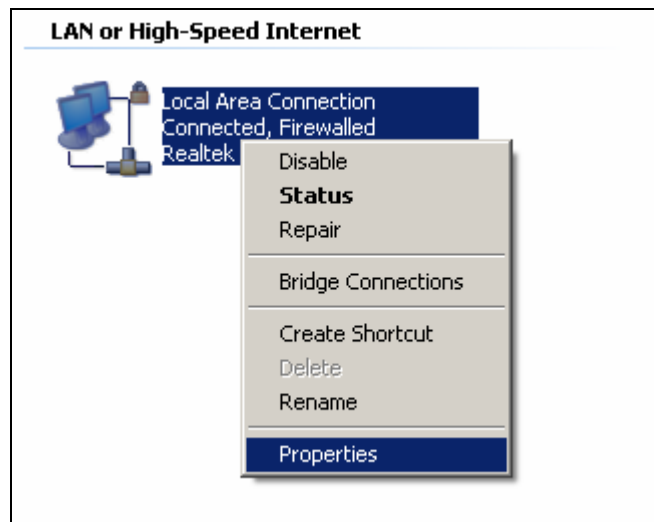 LAN or High-Speed Internet
Local Area Connection
Connected, Firewalled
Realtek
Disable
Status
Repair
Bridge Connections
Create Shortcut
Delete
Rename
Properties